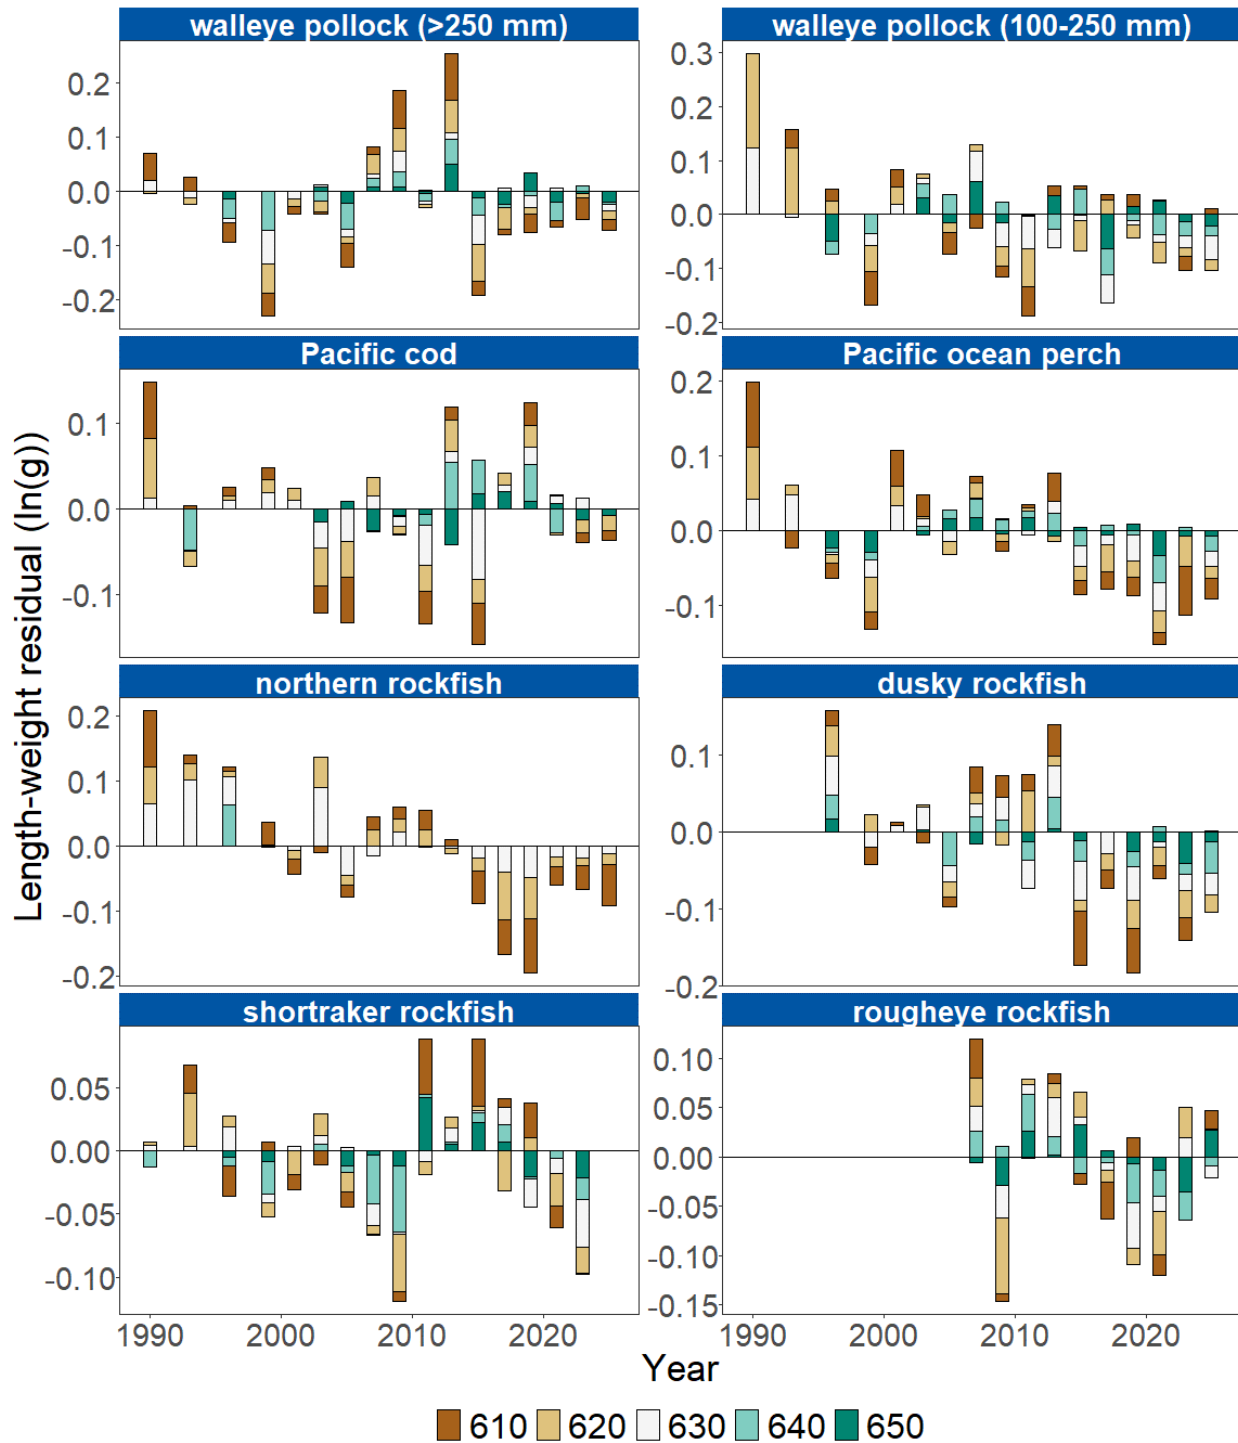 walleye pollock (>250 mm)
walleye pollock (100-250 mm)
0.2
0.1
0.0
-0.1
-0.2
0.3
0.2
0.1
0.0
-0.1
-0.2
Pacific cod
Pacific ocean perch
0.1
0.0
-0.1
0.2
0.1
0.0
-0.1
Length-weight residual (ln(g))
northern rockfish
dusky rockfish
0.2
0.1
0.0
-0.1
-0.2
0.1
0.0
-0.1
-0.2
shortraker rockfish
rougheye rockfish
0.05
0.00
-0.05
-0.10
0.10
0.05
0.00
-0.05
-0.10
-0.15
1990 2000 2010 2020
1990 2000 2010 2020
Year
610 620 630 640 650